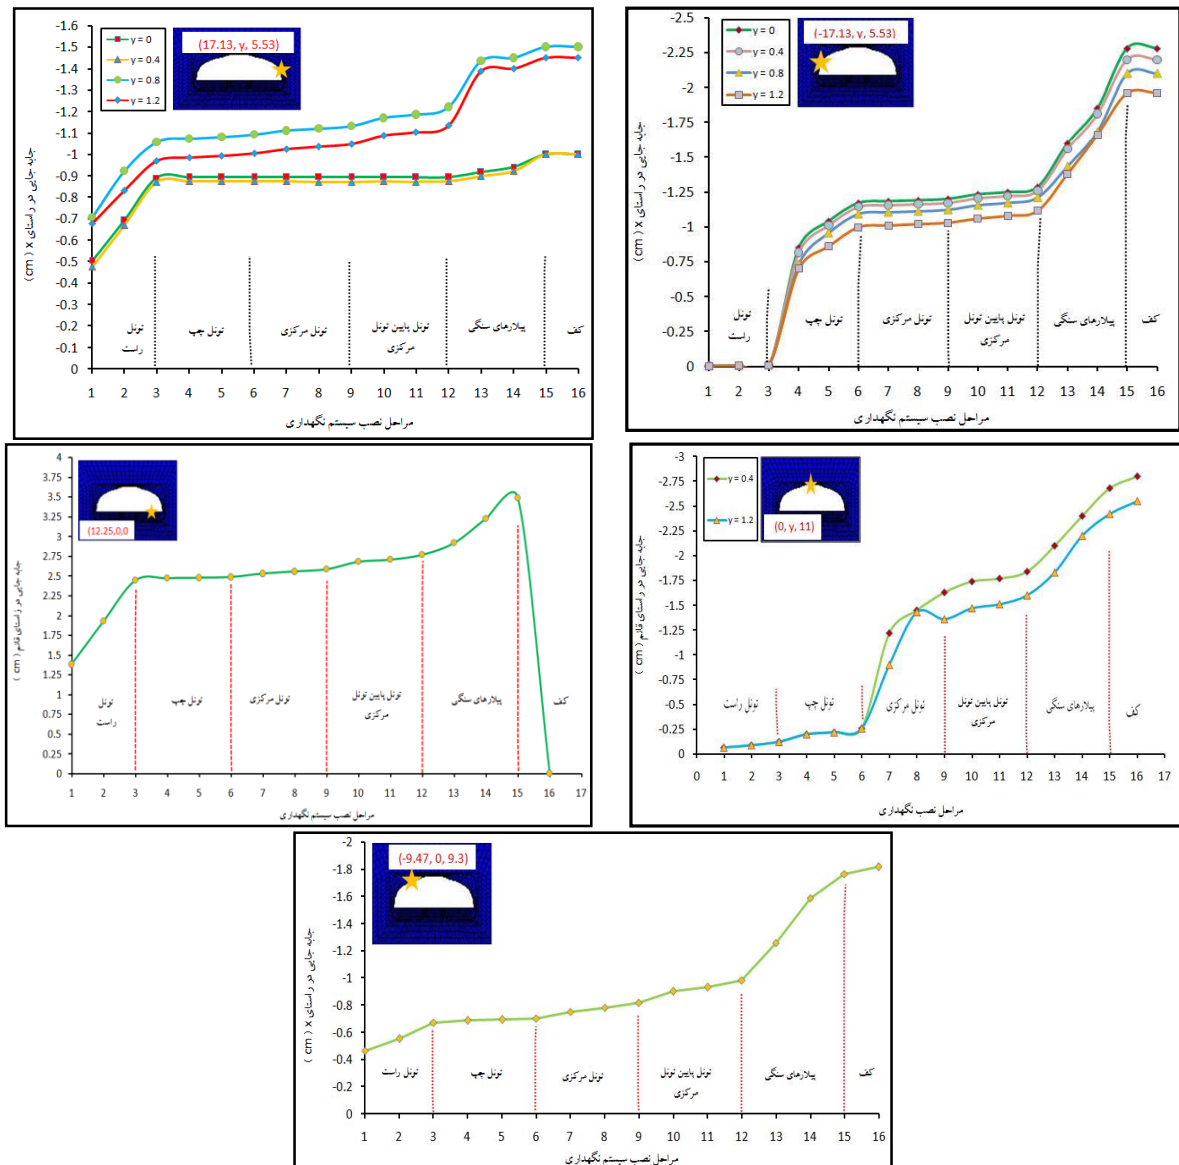 (17.13, y, 5.53)
y = 0
y = 0.4
y = 0.8
y = 1.2
-1.6
-1.5
-1.4
-1.3
-1.2
-1.1
-1
-0.9
-0.8
-0.7
-0.6
-0.5
-0.4
-0.3
-0.2
-0.1
0
جابه جایی در راستای x ( cm )
تونل راست
تونل چپ
تونل مرکزی
تونل پایین تونل مرکزی
پیلارهای سنگی
کف
1 2 3 4 5 6 7 8 9 10 11 12 13 14 15 16
مراحل نصب سیستم نگهداری
(-17.13, y, 5.53)
y = 0
y = 0.4
y = 0.8
y = 1.2
-2.5
-2.25
-2
-1.75
-1.5
-1.25
-1
-0.75
-0.5
-0.25
0
جابه جایی در راستای x ( cm )
تونل راست
تونل چپ
تونل مرکزی
تونل پایین تونل مرکزی
پیلارهای سنگی
کف
1 2 3 4 5 6 7 8 9 10 11 12 13 14 15 16
مراحل نصب سیستم نگهداری
(12.25,0,0
4
3.75
3.5
3.25
3
2.75
2.5
2.25
2
1.75
1.5
1.25
1
0.75
0.5
0.25
0
جابه جایی در راستای قائم ( cm )
تونل راست
تونل چپ
تونل مرکزی
تونل پایین تونل مرکزی
پیلارهای سنگی
کف
1 2 3 4 5 6 7 8 9 10 11 12 13 14 15 16 17
مراحل نصب سیستم نگهداری
(0, y, 11)
y = 0.4
y = 1.2
-3
-2.75
-2.5
-2.25
-2
-1.75
-1.5
-1.25
-1
-0.75
-0.5
-0.25
0
جابه جایی در راستای قائم ( cm )
تونل راست
تونل چپ
تونل مرکزی
تونل پایین تونل مرکزی
پیلارهای سنگی
کف
0 1 2 3 4 5 6 7 8 9 10 11 12 13 14 15 16 17
مراحل نصب سیستم نگهداری
(-9.47, 0, 9.3)
-2
-1.8
-1.6
-1.4
-1.2
-1
-0.8
-0.6
-0.4
-0.2
0
جابه جایی در راستای x ( cm )
تونل راست
تونل چپ
تونل مرکزی
تونل پایین تونل مرکزی
پیلارهای سنگی
کف
1 2 3 4 5 6 7 8 9 10 11 12 13 14 15 16
مراحل نصب سیستم نگهداری